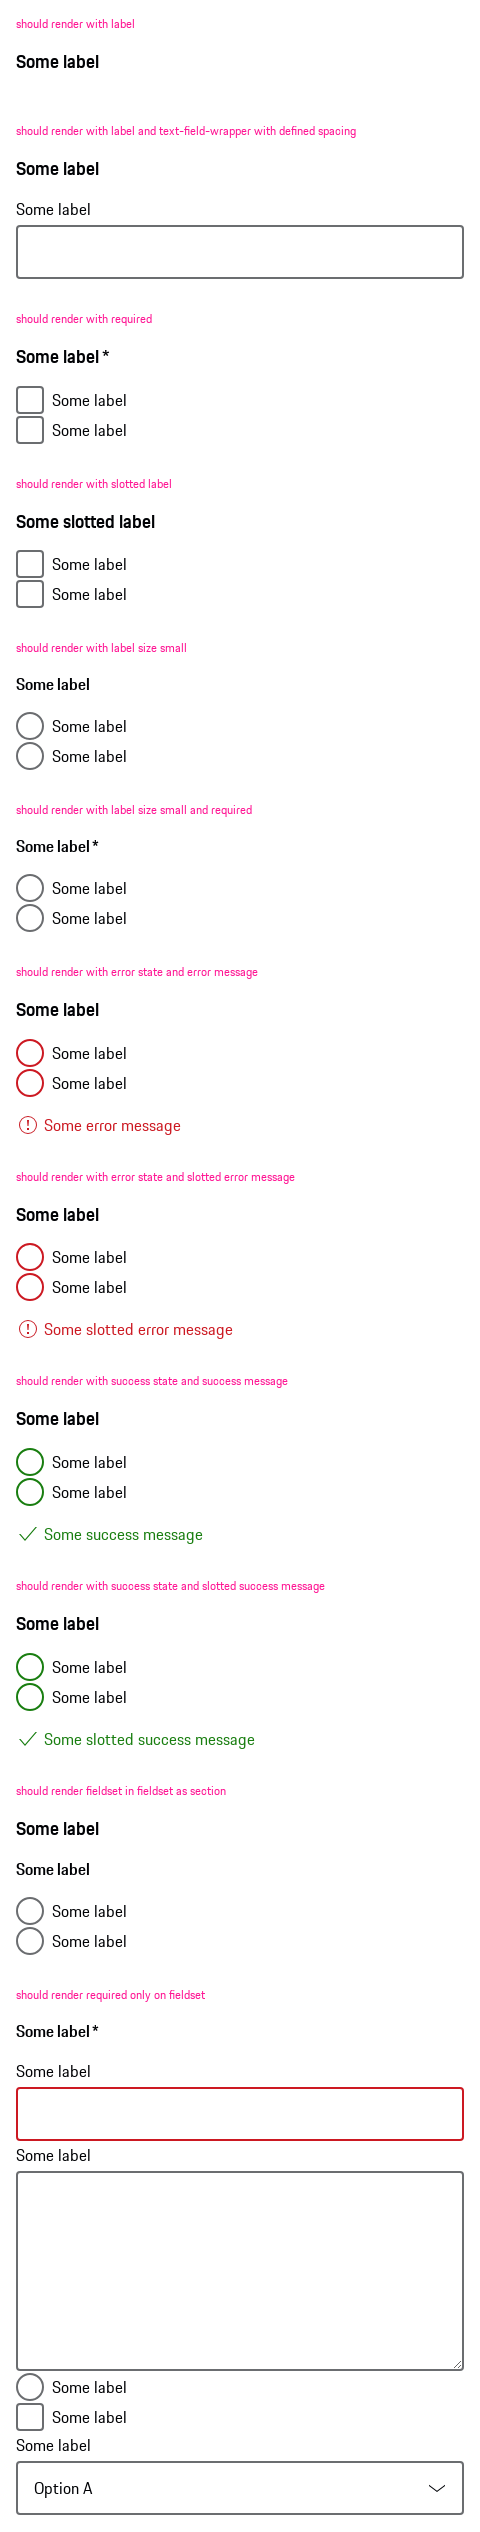 should render with label
Some label
should render with label and text-field-wrapper with defined spacing
Some label
Some label
should render with required
Some label *
Some label
Some label
should render with slotted label
Some slotted label
Some label
Some label
should render with label size small
Some label
Some label
Some label
should render with label size small and required
Some label *
Some label
Some label
should render with error state and error message
Some label
Some label
Some label
Some error message
should render with error state and slotted error message
Some label
Some label
Some label
Some slotted error message
should render with success state and success message
Some label
Some label
Some label
Some success message
should render with success state and slotted success message
Some label
Some label
Some label
Some slotted success message
should render fieldset in fieldset as section
Some label
Some label
Some label
Some label
should render required only on fieldset
Some label *
Some label
Some label
Some label
Some label
Some label
Option A